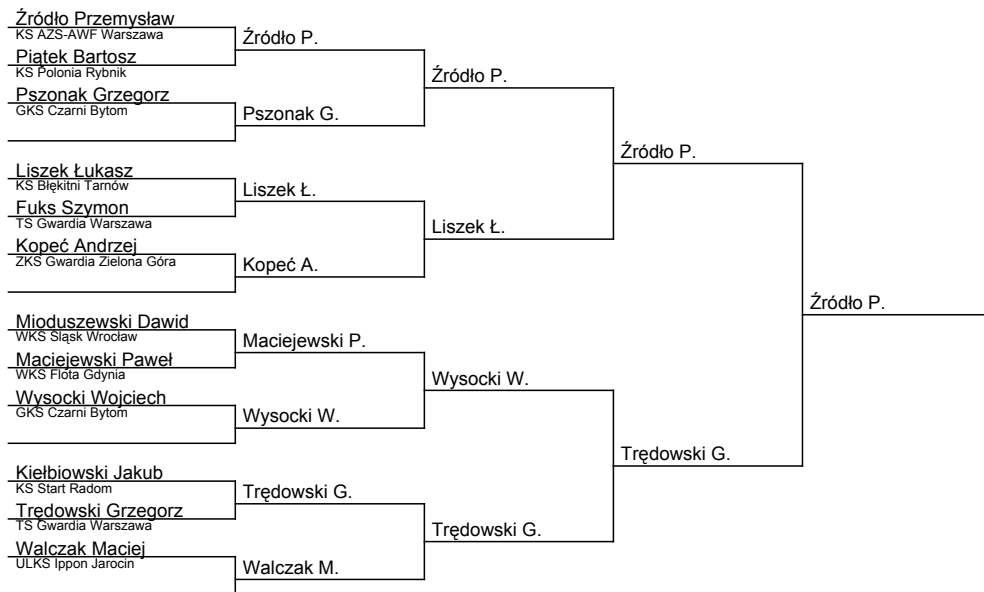 Źródło Przemysław
KS AZS-AWF Warszawa
Piątek Bartosz
KS Polonia Rybnik
Pszonak Grzegorz
GKS Czarni Bytom
Liszek Łukasz
KS Błękitni Tarnów
Fuks Szymon
TS Gwardia Warszawa
Kopeć Andrzej
ZKS Gwardia Zielona Góra
Mioduszewski Dawid
WKS Śląsk Wrocław
Maciejewski Paweł
WKS Flota Gdynia
Wysocki Wojciech
GKS Czarni Bytom
Kiełbiowski Jakub
KS Start Radom
Trędowski Grzegorz
TS Gwardia Warszawa
Walczak Maciej
ULKS Ippon Jarocin
Źródło P.
Pszonak G.
Liszek Ł.
Kopeć A.
Maciejewski P.
Wysocki W.
Trędowski G.
Walczak M.
Źródło P.
Liszek Ł.
Wysocki W.
Trędowski G.
Źródło P.
Trędowski G.
Źródło P.